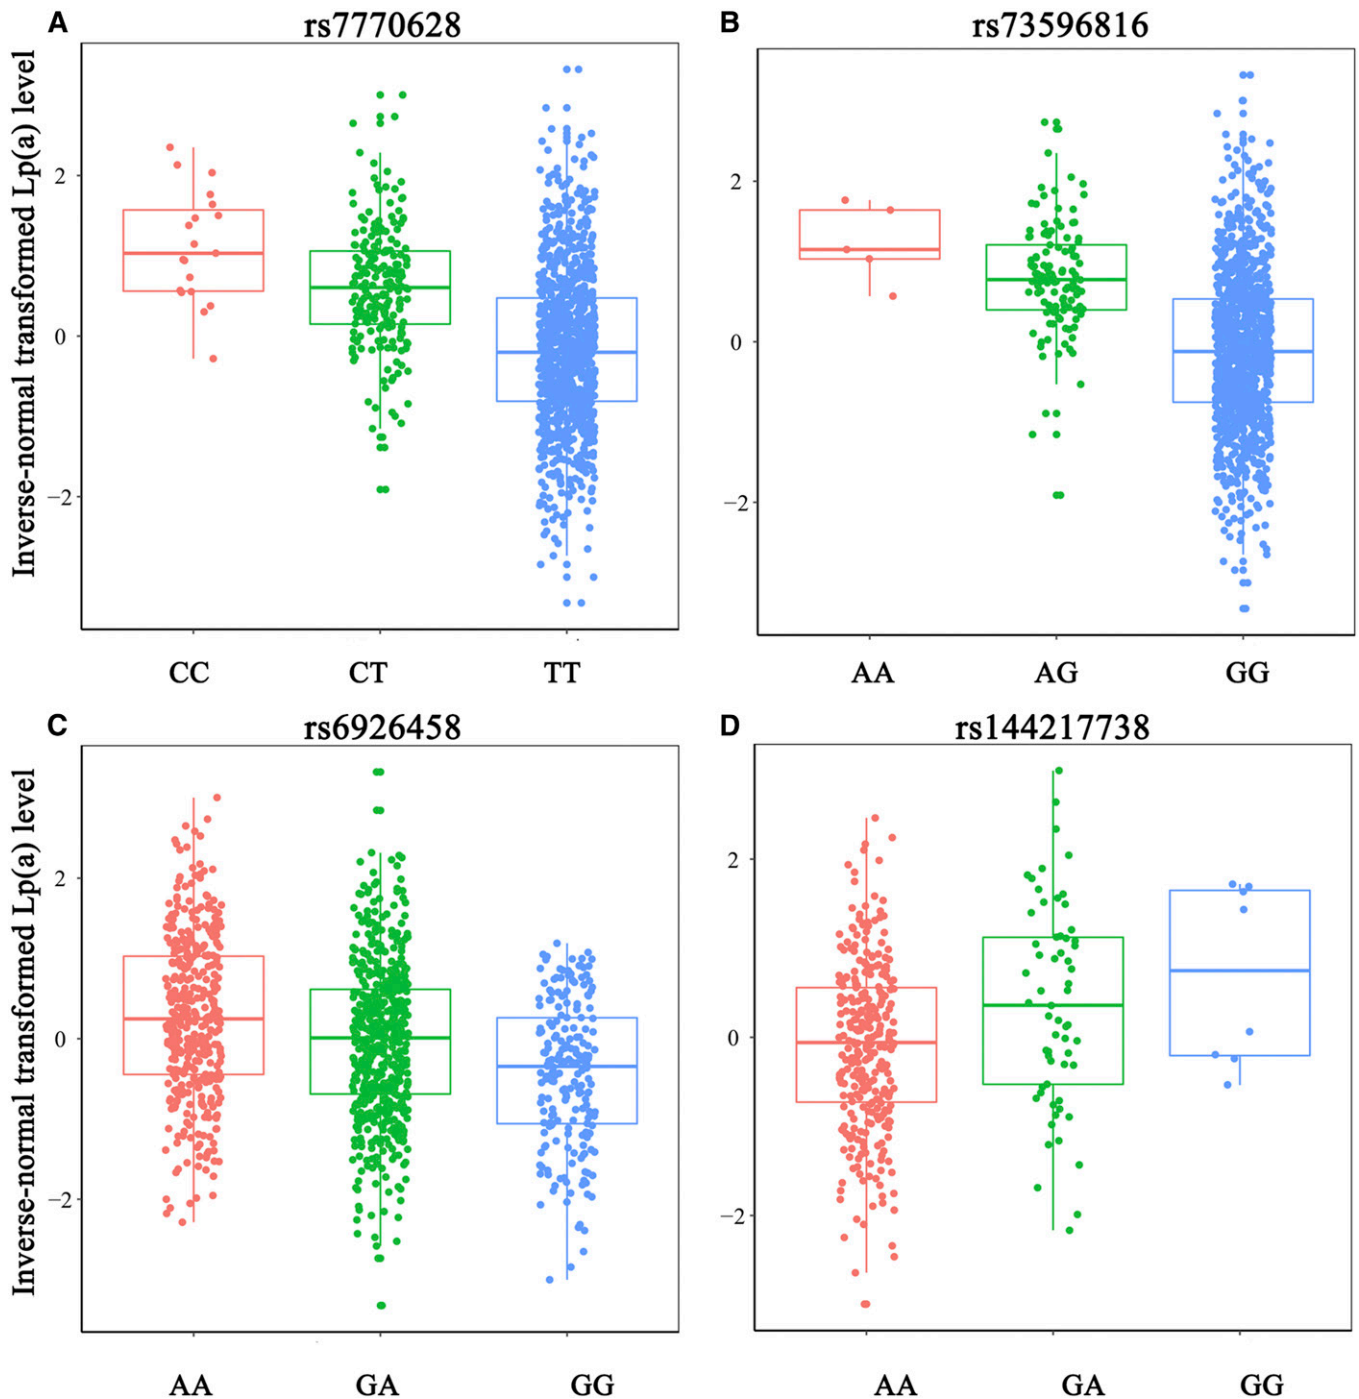 A
rs7770628
B
rs73596816
Inverse-normal transformed Lp(a) level
2
0
−2
CC
CT
TT
2
0
−2
AA
AG
GG
C
rs6926458
D
rs144217738
Inverse-normal transformed Lp(a) level
2
0
−2
AA
GA
GG
2
0
−2
AA
GA
GG